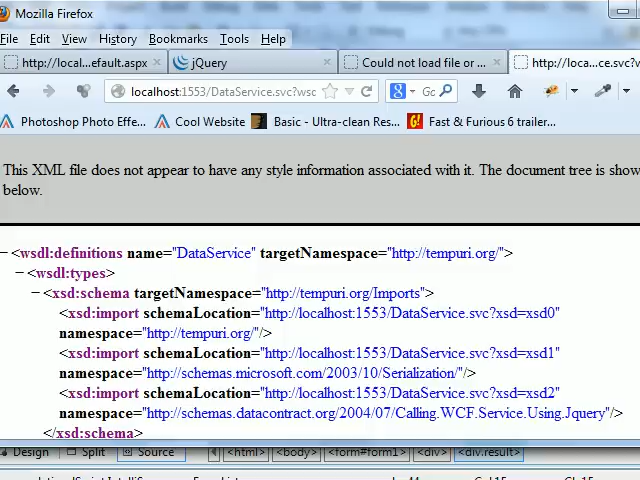 Mozilla Firefox
File Edit View History Bookmarks Tools Help
http://local...efault.aspx × jQuery × Could not load file or ... × http://loca...ce.svc?w
localhost:1553/DataService.svc?wsc
Photoshop Photo Effe... Cool Website Basic - Ultra-clean Res... Fast & Furious 6 trailer...
This XML file does not appear to have any style information associated with it. The document tree is show
below.
−<wsdl:definitions name="DataService" targetNamespace="http://tempuri.org/">
−<wsdl:types>
−<xsd:schema targetNamespace="http://tempuri.org/Imports">
<xsd:import schemaLocation="http://localhost:1553/DataService.svc?xsd=xsd0"
namespace="http://tempuri.org/"/>
<xsd:import schemaLocation="http://localhost:1553/DataService.svc?xsd=xsd1"
namespace="http://schemas.microsoft.com/2003/10/Serialization/"/>
<xsd:import schemaLocation="http://localhost:1553/DataService.svc?xsd=xsd2"
namespace="http://schemas.datacontract.org/2004/07/Calling.WCF.Service.Using.Jquery"/>
</xsd:schema>
Design Split Source <html> <body> <form#form1> <div> <div.result>